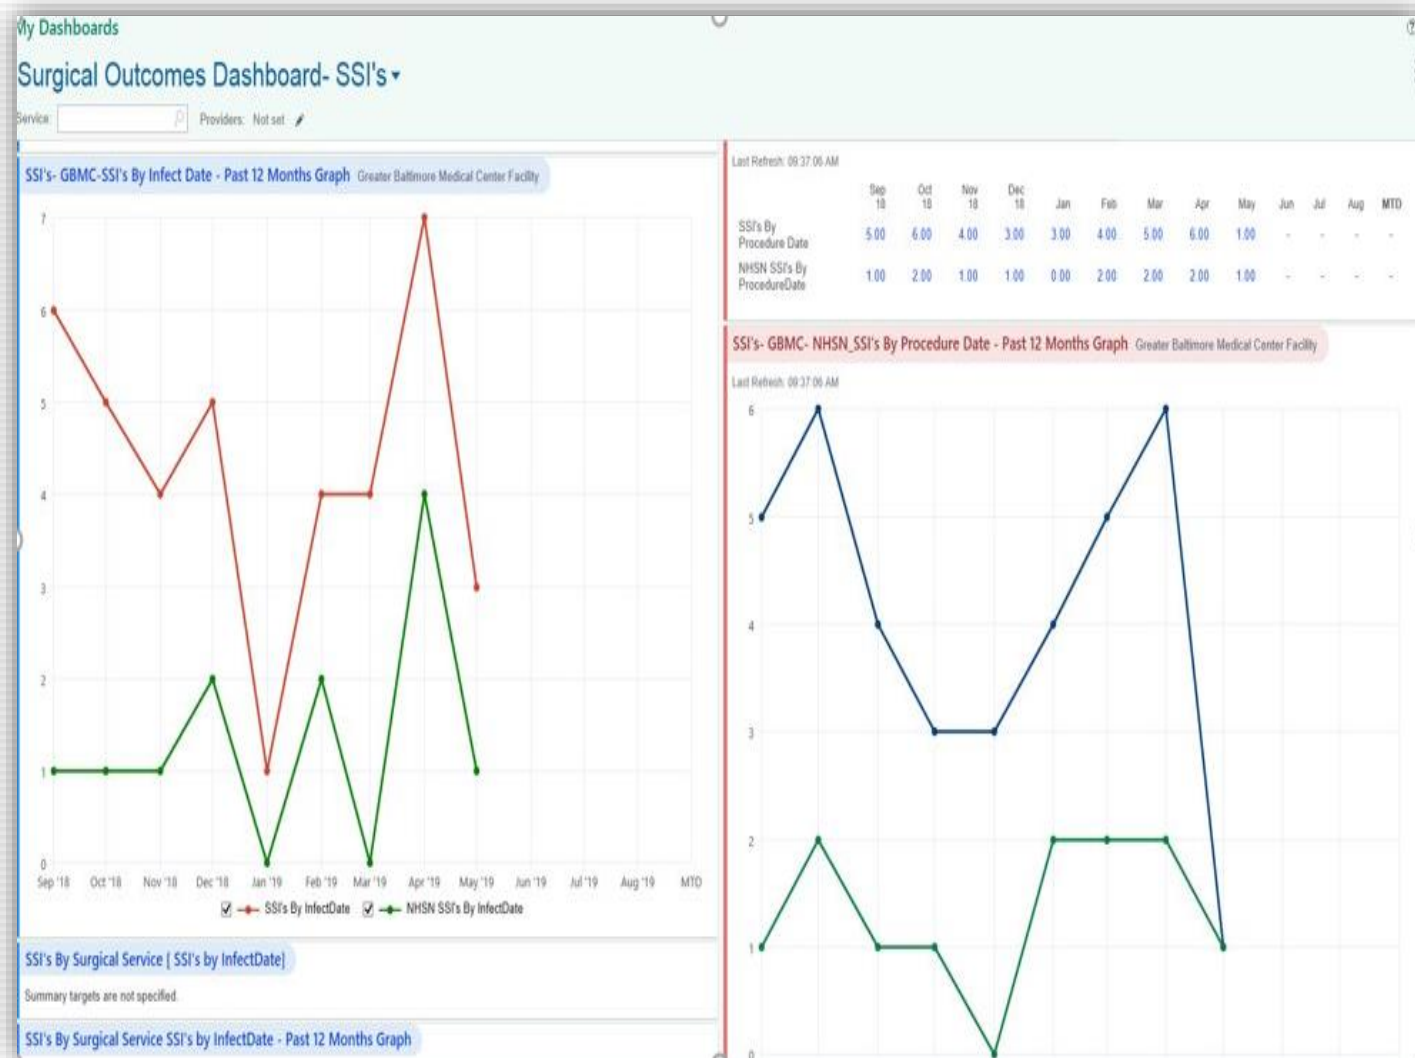 My Dashboards
Surgical Outcomes Dashboard- SSI's
Service:
Providers: Not set
SSI's- GBMC-SSI's By Infect Date - Past 12 Months Graph Greater Baltimore Medical Center Facility
7
6
5
4
3
2
1
0
Sep '18 Oct '18 Nov '18 Dec '18 Jan '19 Feb '19 Mar '19 Apr '19 May '19 Jun '19 Jul '19 Aug '19 MTD
SSI's By InfectDate NHSN SSI's By InfectDate
SSI's By Surgical Service [ SSI's by InfectDate]
Summary targets are not specified.
SSI's By Surgical Service SSI's by InfectDate - Past 12 Months Graph
Last Refresh: 09:37:06 AM
Sep 18 Oct 18 Nov 18 Dec 18 Jan Feb Mar Apr May Jun Jul Aug MTD
SSI's By Procedure Date 5.00 6.00 4.00 3.00 3.00 4.00 5.00 6.00 1.00 - - - -
NHSN SSI's By ProcedureDate 1.00 2.00 1.00 1.00 0.00 2.00 2.00 2.00 1.00 - - - -
SSI's- GBMC- NHSN_SSI's By Procedure Date - Past 12 Months Graph Greater Baltimore Medical Center Facility
Last Refresh: 09:37:06 AM
6
5
4
3
2
1
0